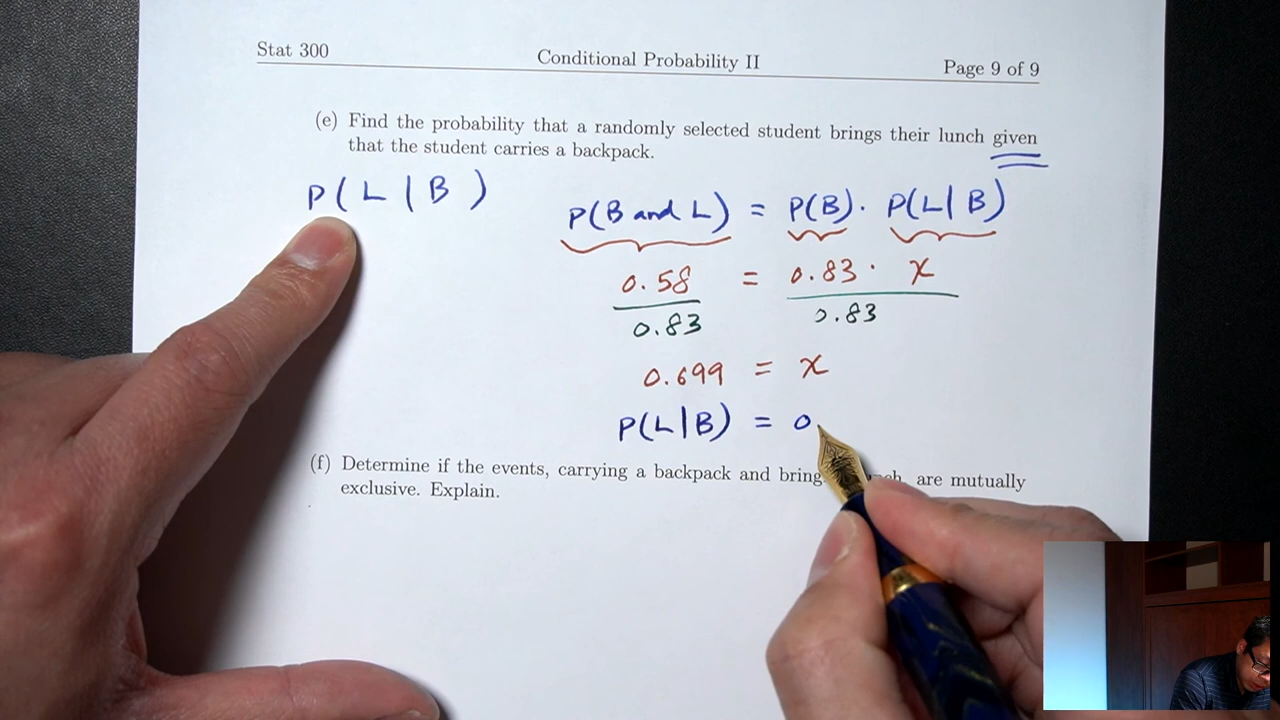 Stat 300 Conditional Probability II Page 9 of 9
(e) Find the probability that a randomly selected student brings their lunch given
that the student carries a backpack.
P( L | B )
P(B and L) = P(B) · P(L|B)
0.58 = 0.83 · x
0.83 0.83
0.699 = x
P(L|B) = 0.
(f) Determine if the events, carrying a backpack and bring are mutually
exclusive. Explain.